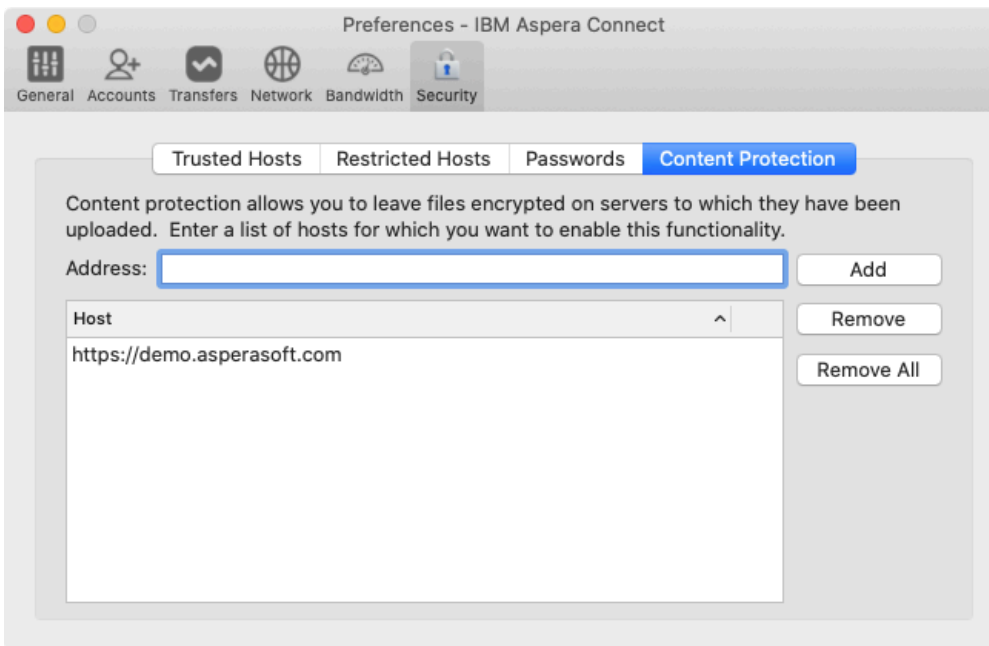 Preferences - IBM Aspera Connect
General Accounts Transfers Network Bandwidth Security
Trusted Hosts Restricted Hosts Passwords Content Protection
Content protection allows you to leave files encrypted on servers to which they have been
uploaded.  Enter a list of hosts for which you want to enable this functionality.
Address: Add
Host Remove
https://demo.asperasoft.com
Remove All